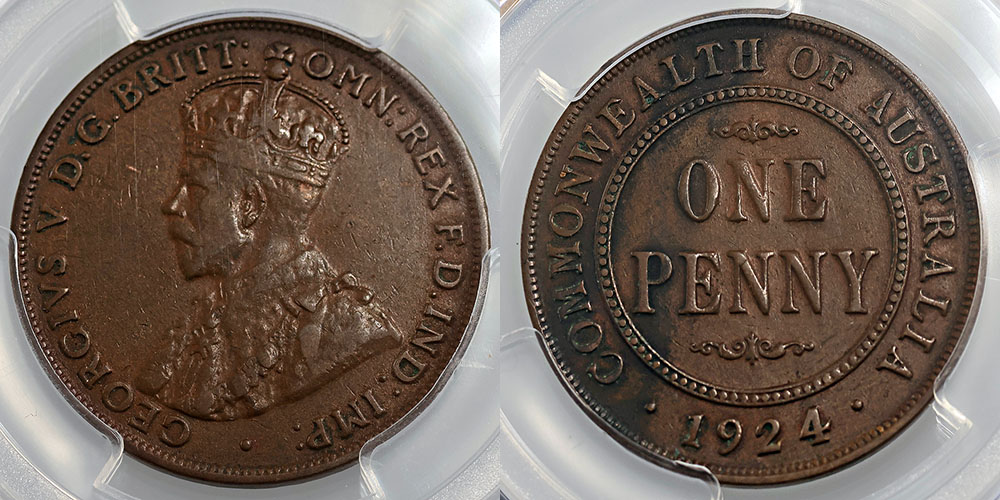 GEORGIVS V D.G.BRITT: OMN: REX F.D.IND: IMP:
COMMONWEALTH OF AUSTRALIA
ONE
PENNY
· 1924 ·